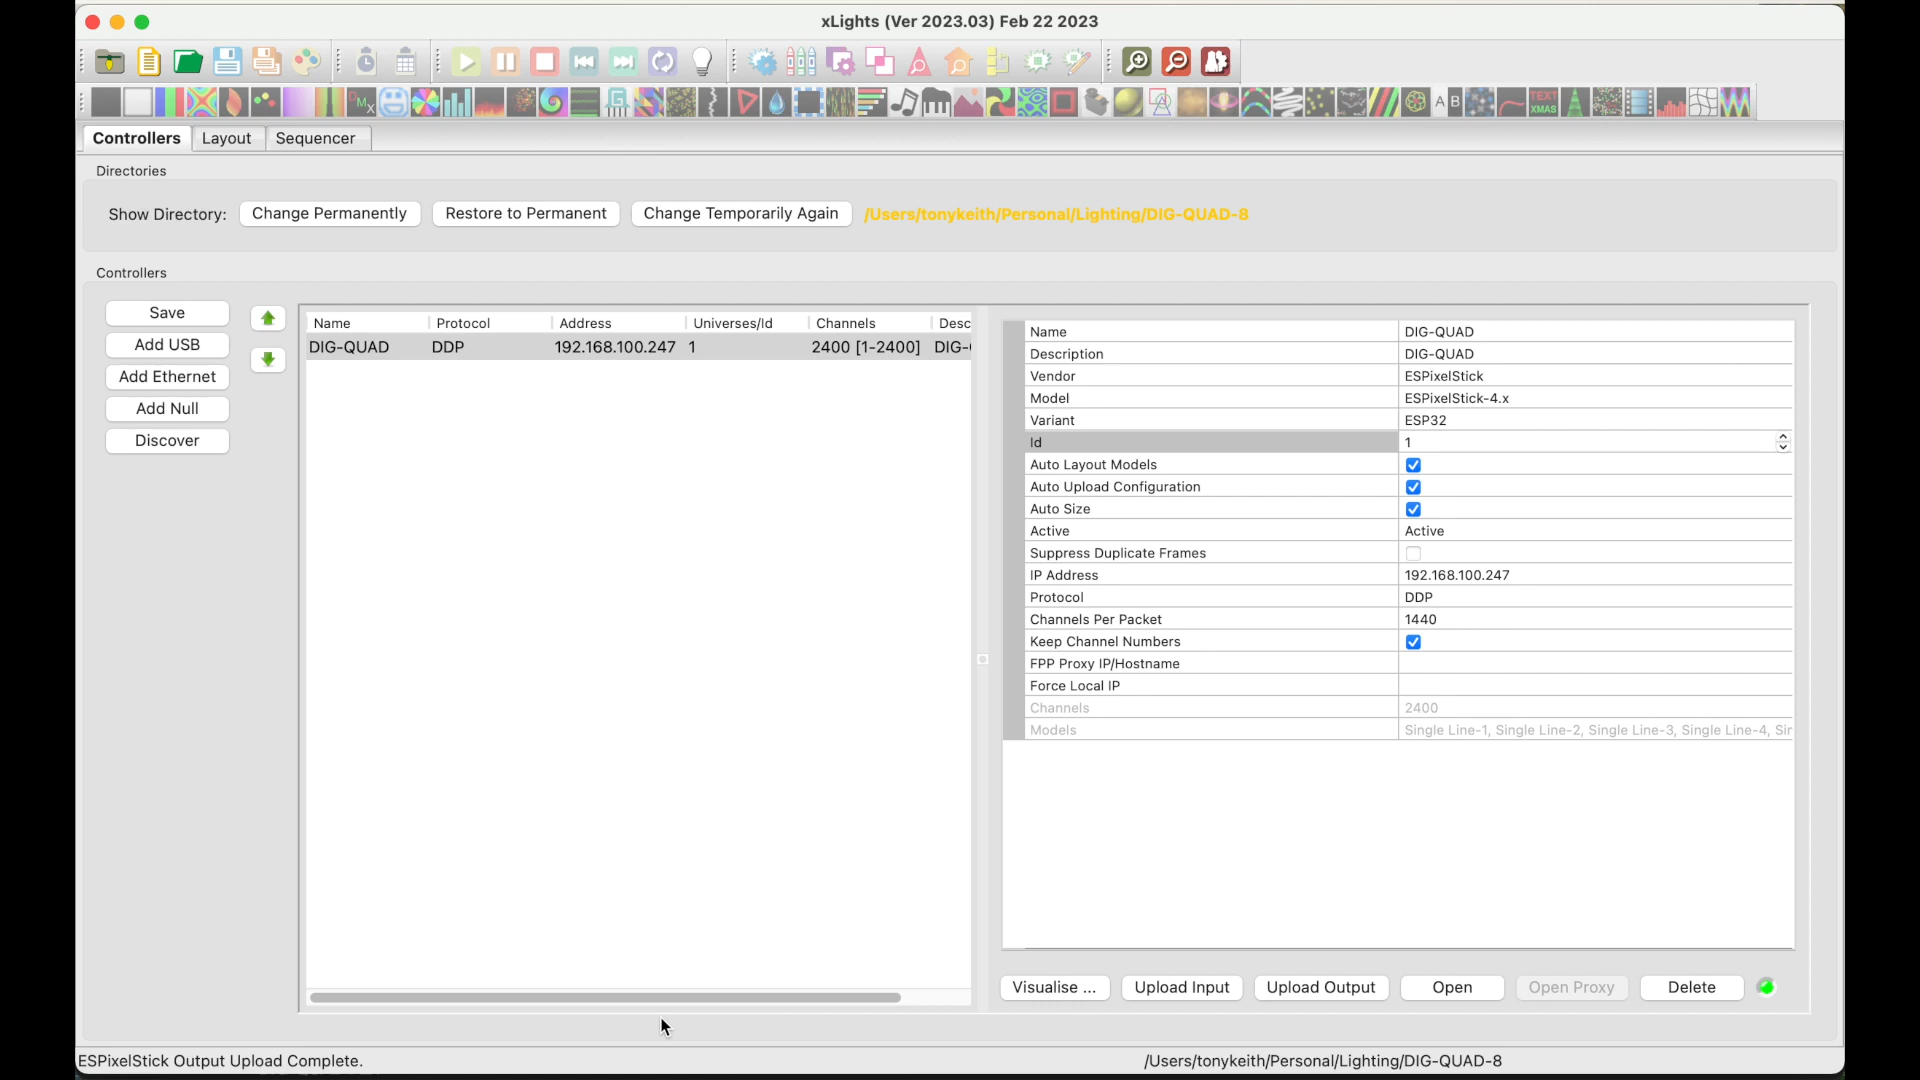 xLights (Ver 2023.03) Feb 22 2023
Controllers Layout Sequencer
Directories
Show Directory: Change Permanently Restore to Permanent Change Temporarily Again /Users/tonykeith/Personal/Lighting/DIG-QUAD-8
Controllers
Save
Add USB
Add Ethernet
Add Null
Discover
Name Protocol Address Universes/Id Channels Desc
DIG-QUAD DDP 192.168.100.247 1 2400 [1-2400] DIG-
Name DIG-QUAD
Description DIG-QUAD
Vendor ESPixelStick
Model ESPixelStick-4.x
Variant ESP32
Id 1
Auto Layout Models
Auto Upload Configuration
Auto Size
Active Active
Suppress Duplicate Frames
IP Address 192.168.100.247
Protocol DDP
Channels Per Packet 1440
Keep Channel Numbers
FPP Proxy IP/Hostname
Force Local IP
Channels 2400
Models Single Line-1, Single Line-2, Single Line-3, Single Line-4, Sin
Visualise ... Upload Input Upload Output Open Open Proxy Delete
ESPixelStick Output Upload Complete. /Users/tonykeith/Personal/Lighting/DIG-QUAD-8